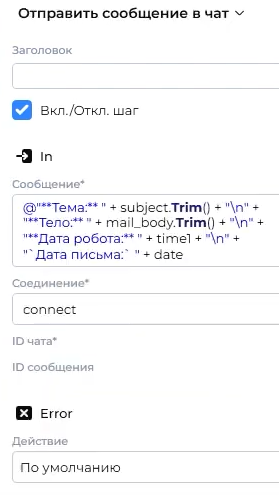 Отправить сообщение в чат
Заголовок
Вкл./Откл. шаг
In
Сообщение*
@"**Тема:** " + subject.Trim() + "\n" +
"**Тело:** " + mail_body.Trim() + "\n" +
"**Дата робота:** " + time1 + "\n" +
"`Дата письма:` " + date
Соединение*
connect
ID чата*
ID сообщения
Error
Действие
По умолчанию